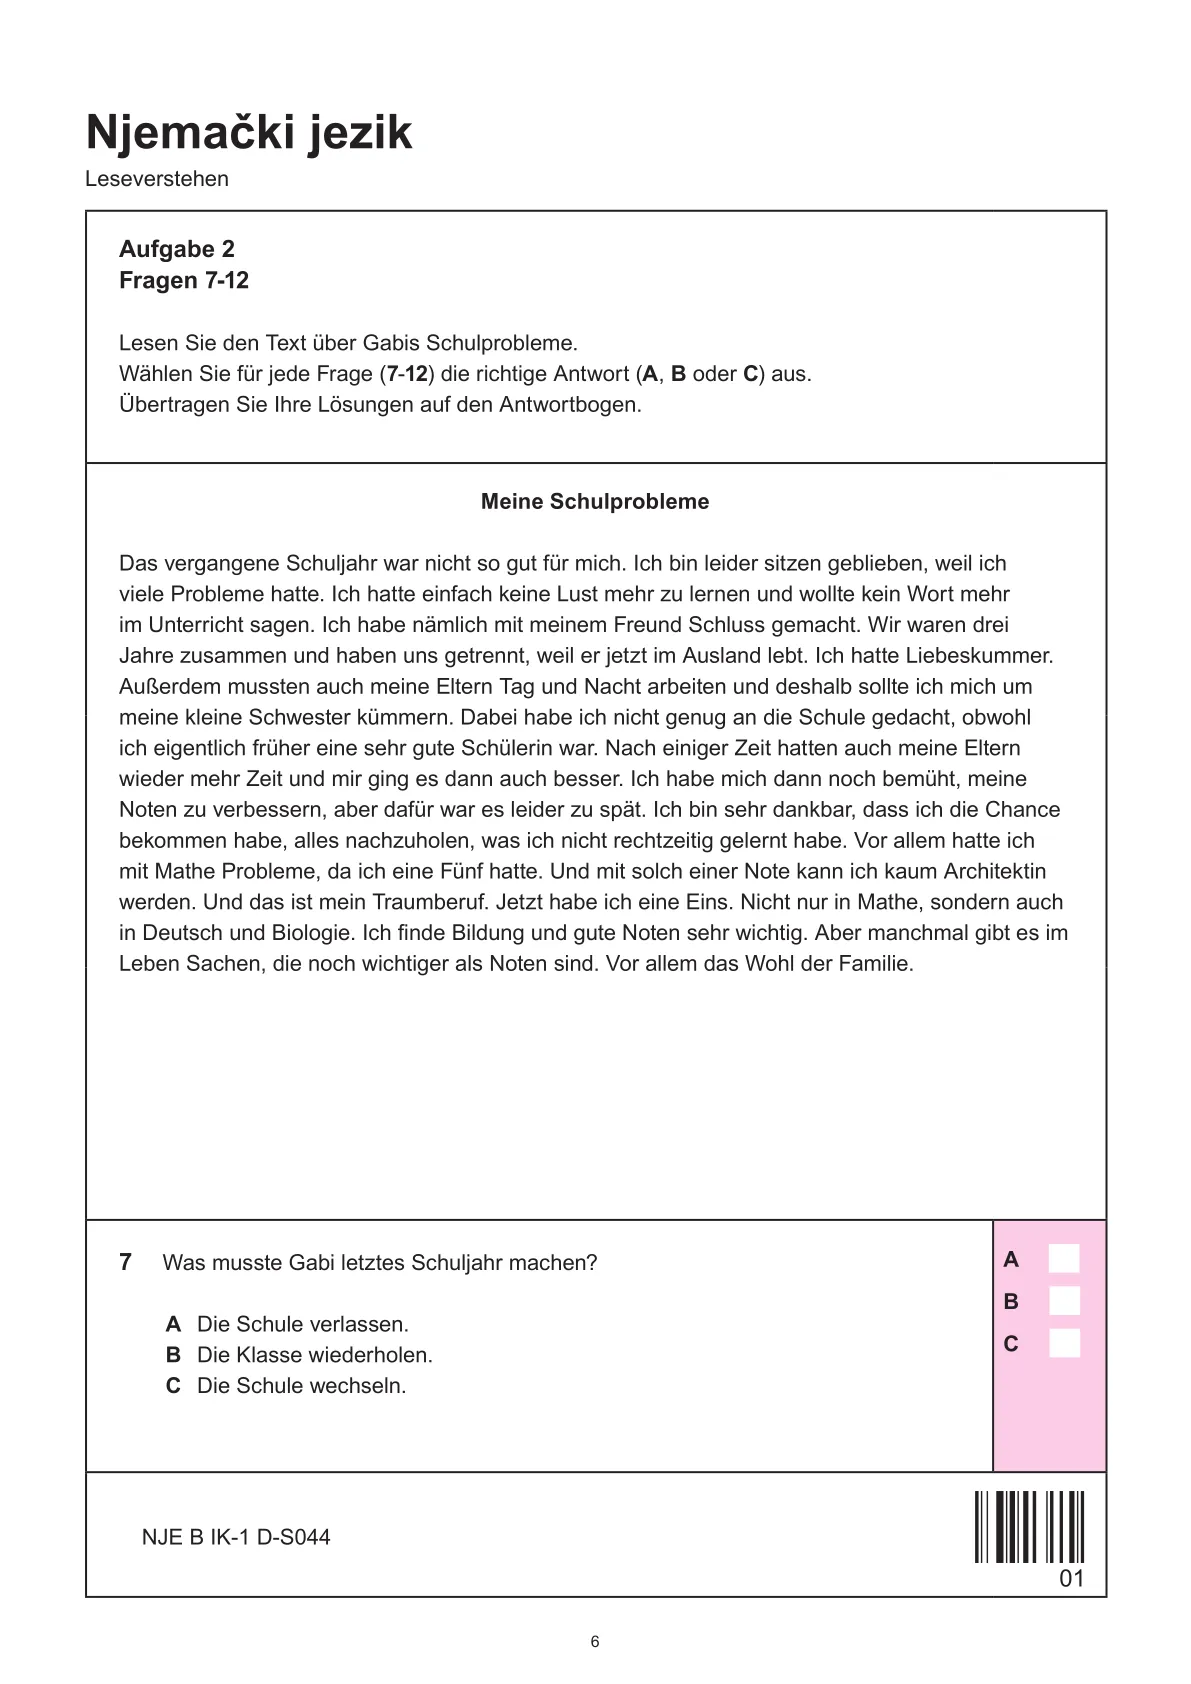 Njemački jezik
Leseverstehen
Aufgabe 2
Fragen 7-12
Lesen Sie den Text über Gabis Schulprobleme.
Wählen Sie für jede Frage (7-12) die richtige Antwort (A, B oder C) aus.
Übertragen Sie Ihre Lösungen auf den Antwortbogen.
Meine Schulprobleme
Das vergangene Schuljahr war nicht so gut für mich. Ich bin leider sitzen geblieben, weil ich
viele Probleme hatte. Ich hatte einfach keine Lust mehr zu lernen und wollte kein Wort mehr
im Unterricht sagen. Ich habe nämlich mit meinem Freund Schluss gemacht. Wir waren drei
Jahre zusammen und haben uns getrennt, weil er jetzt im Ausland lebt. Ich hatte Liebeskummer.
Außerdem mussten auch meine Eltern Tag und Nacht arbeiten und deshalb sollte ich mich um
meine kleine Schwester kümmern. Dabei habe ich nicht genug an die Schule gedacht, obwohl
ich eigentlich früher eine sehr gute Schülerin war. Nach einiger Zeit hatten auch meine Eltern
wieder mehr Zeit und mir ging es dann auch besser. Ich habe mich dann noch bemüht, meine
Noten zu verbessern, aber dafür war es leider zu spät. Ich bin sehr dankbar, dass ich die Chance
bekommen habe, alles nachzuholen, was ich nicht rechtzeitig gelernt habe. Vor allem hatte ich
mit Mathe Probleme, da ich eine Fünf hatte. Und mit solch einer Note kann ich kaum Architektin
werden. Und das ist mein Traumberuf. Jetzt habe ich eine Eins. Nicht nur in Mathe, sondern auch
in Deutsch und Biologie. Ich finde Bildung und gute Noten sehr wichtig. Aber manchmal gibt es im
Leben Sachen, die noch wichtiger als Noten sind. Vor allem das Wohl der Familie.
7 Was musste Gabi letztes Schuljahr machen?
A Die Schule verlassen.
B Die Klasse wiederholen.
C Die Schule wechseln.
A
B
C
NJE B IK-1 D-S044
01
6